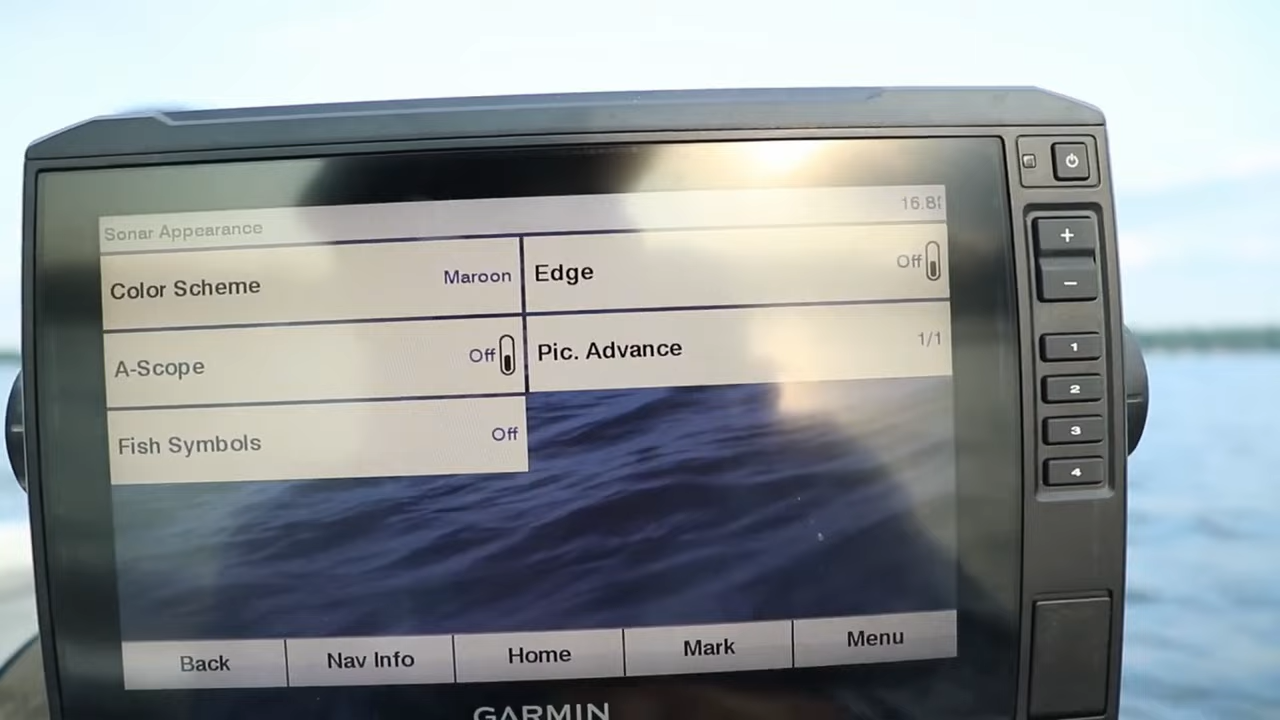 Sonar Appearance
Color Scheme Maroon
Edge Off
A-Scope Off
Pic. Advance 1/1
Fish Symbols Off
Back Nav Info Home Mark Menu
GARMIN
+
−
1
2
3
4